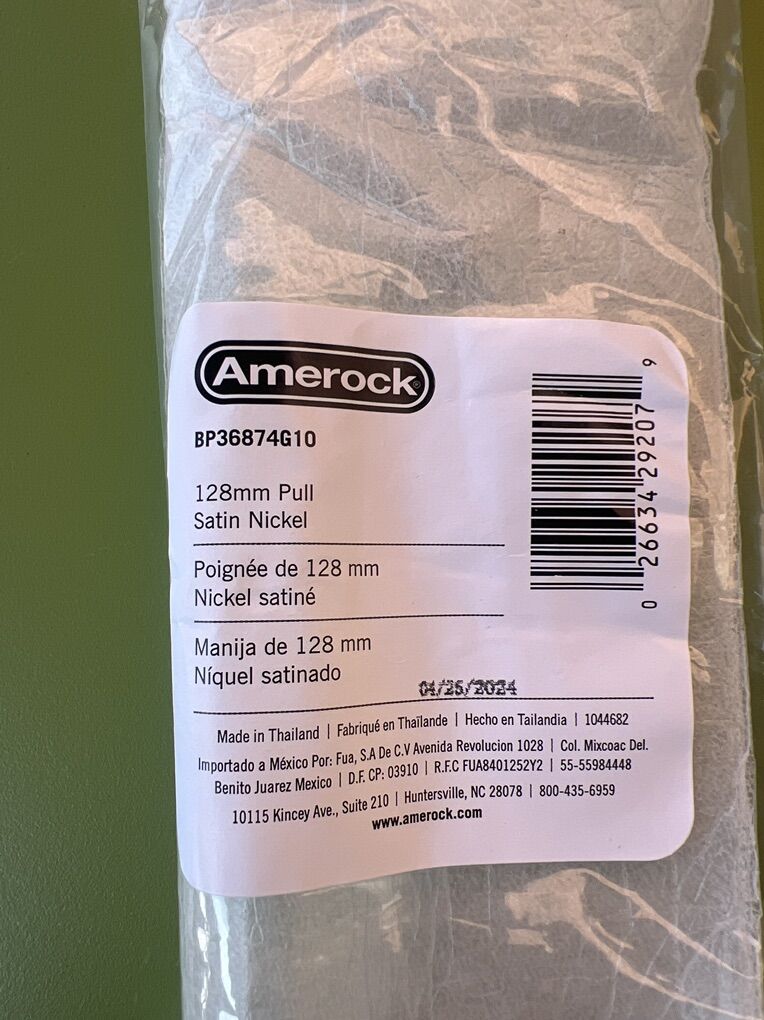 Amerock®
BP36874G10
128mm Pull
Satin Nickel
Poignée de 128 mm
Nickel satiné
Manija de 128 mm
Níquel satinado
04/25/2024
Made in Thailand | Fabriqué en Thaïlande | Hecho en Tailandia | 1044682
Importado a México Por: Fua, S.A De C.V Avenida Revolucion 1028 | Col. Mixcoac Del.
Benito Juarez Mexico | D.F. CP: 03910 | R.F.C FUA8401252Y2 | 55-55984448
10115 Kincey Ave., Suite 210 | Huntersville, NC 28078 | 800-435-6959
www.amerock.com
0 26634 29207 9